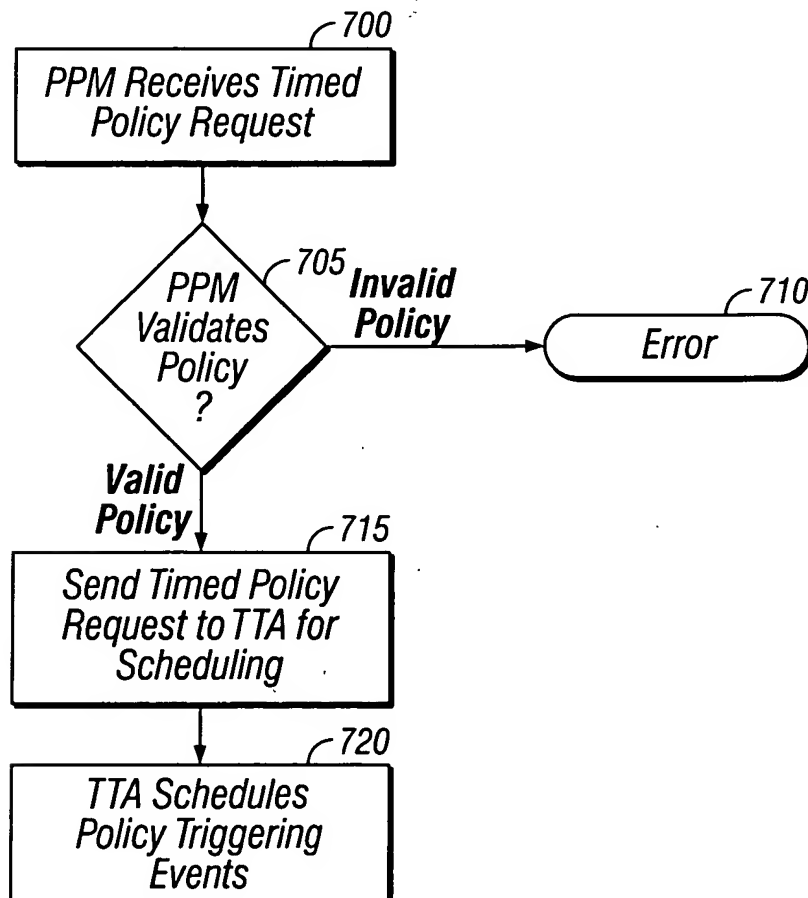 700
PPM Receives Timed
Policy Request
705
PPM
Validates
Policy
?
Invalid
Policy
710
Error
Valid
Policy
715
Send Timed Policy
Request to TTA for
Scheduling
720
TTA Schedules
Policy Triggering
Events